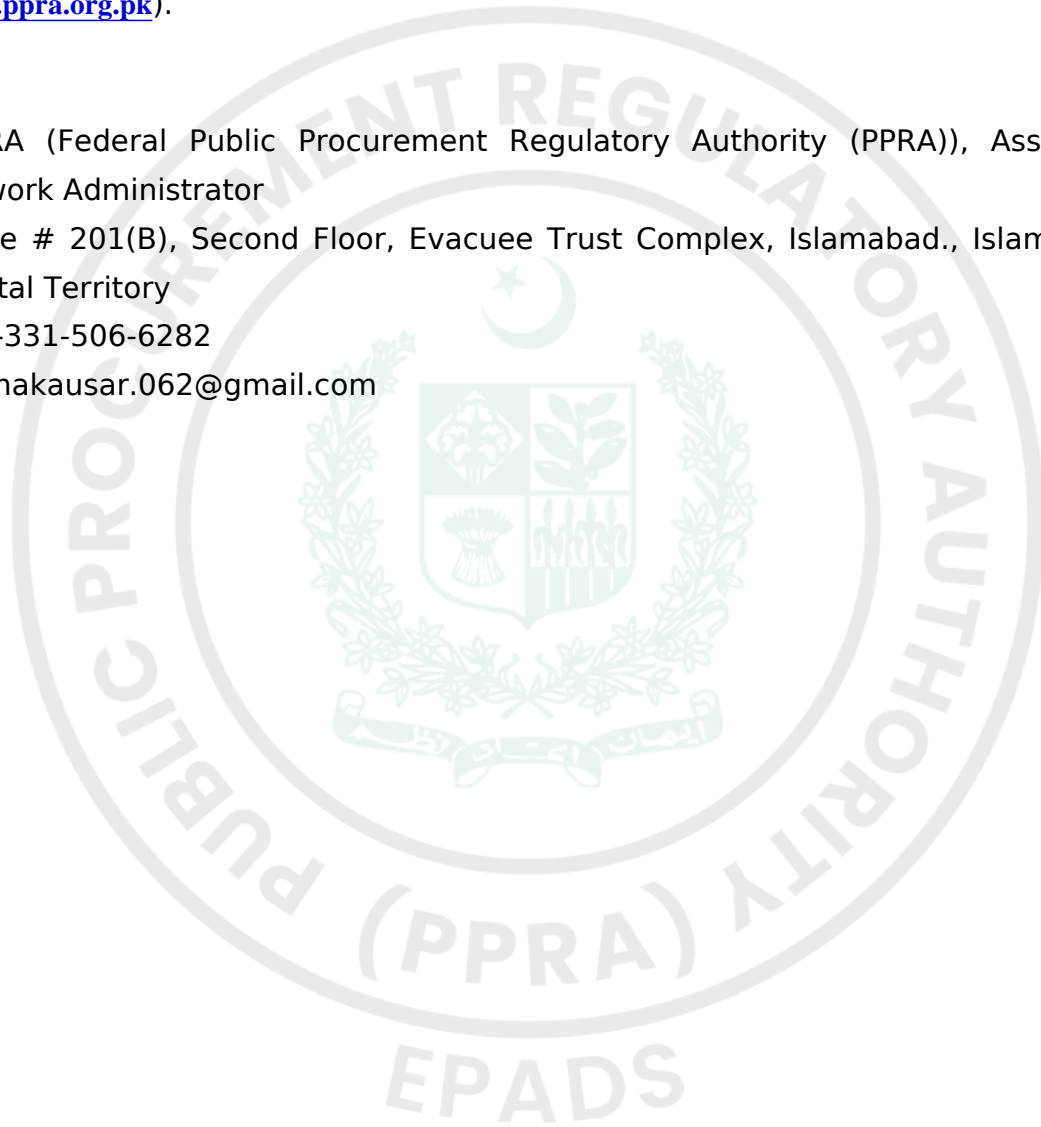 .ppra.org.pk).
RA (Federal Public Procurement Regulatory Authority (PPRA)), Ass
work Administrator
e # 201(B), Second Floor, Evacuee Trust Complex, Islamabad., Islam
tal Territory
-331-506-6282
nakausar.062@gmail.com
PUBLIC PROCUREMENT REGULATORY AUTHORITY
(PPRA)
EPADS